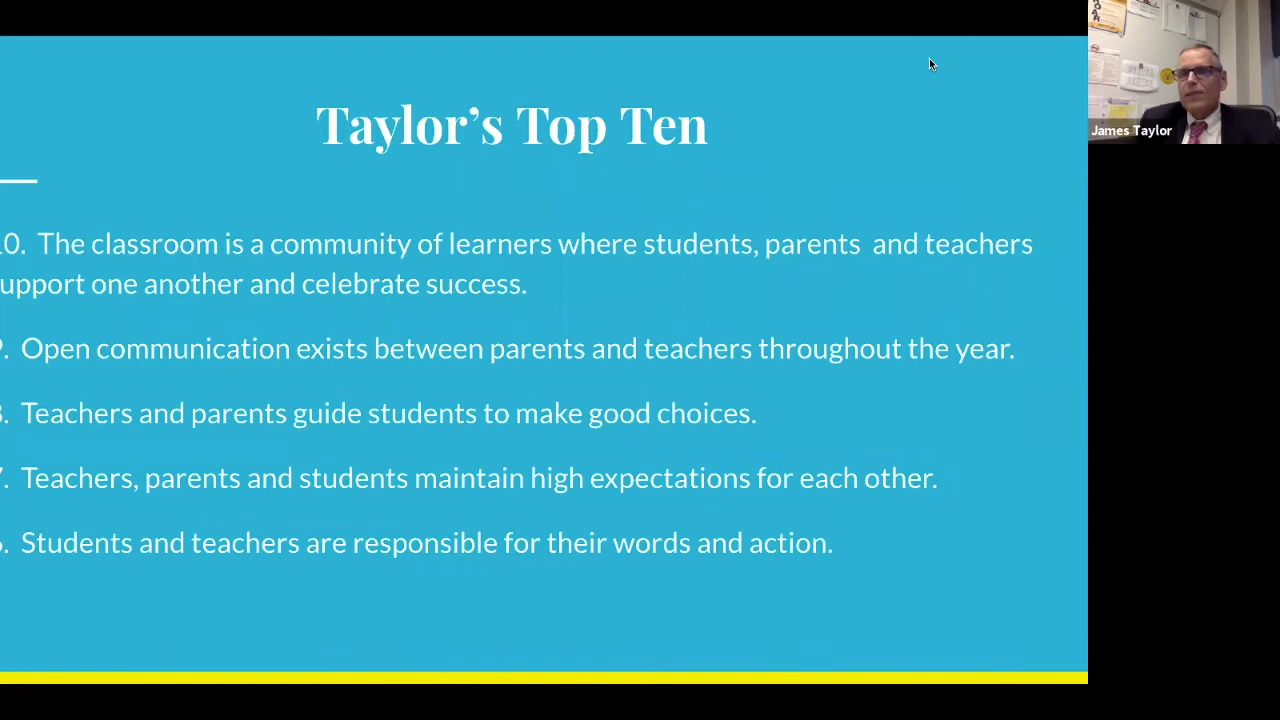 Taylor's Top Ten
0. The classroom is a community of learners where students, parents and teachers
upport one another and celebrate success.
. Open communication exists between parents and teachers throughout the year.
. Teachers and parents guide students to make good choices.
. Teachers, parents and students maintain high expectations for each other.
. Students and teachers are responsible for their words and action.
James Taylor